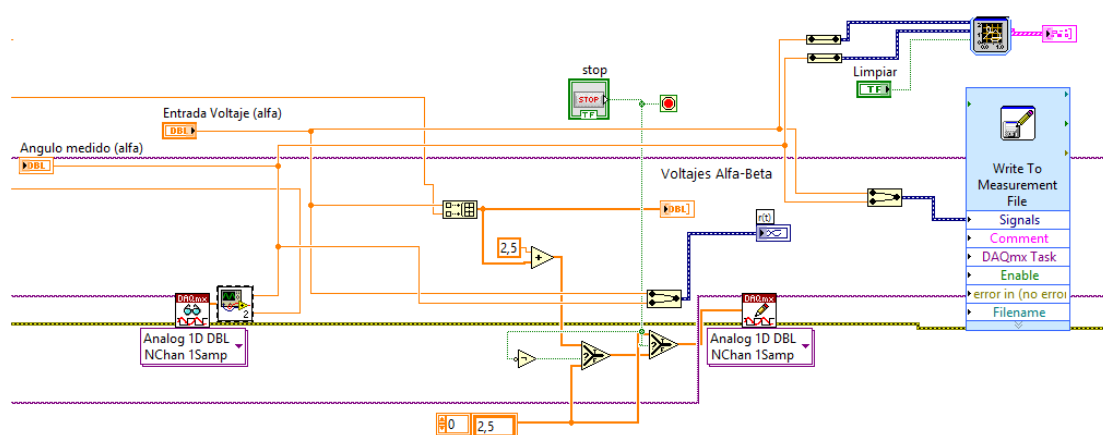 stop
STOP
TF
Limpiar
TF
Entrada Voltaje (alfa)
DBL
Angulo medido (alfa)
DBL
Voltajes Alfa-Beta
DBL]
r(t)
2,5
Write To
Measurement
File
Signals
Comment
DAQmx Task
Enable
error in (no erro
Filename
DAQmx
2
Analog 1D DBL
NChan 1Samp
DAQmx
Analog 1D DBL
NChan 1Samp
0
2,5